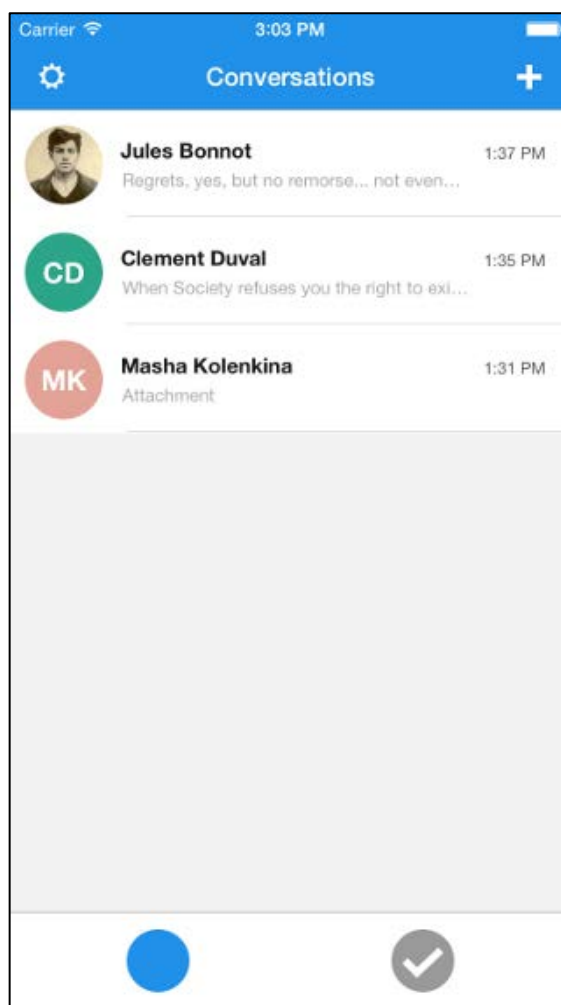 Carrier
3:03 PM
Conversations
Jules Bonnot
1:37 PM
Regrets, yes, but no remorse... not even...
CD
Clement Duval
1:35 PM
When Society refuses you the right to exi...
MK
Masha Kolenkina
1:31 PM
Attachment